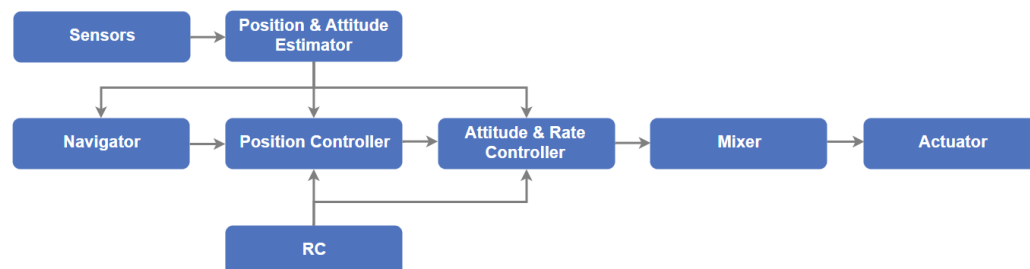 Sensors
Position & Attitude
Estimator
Navigator
Position Controller
Attitude & Rate
Controller
Mixer
Actuator
RC